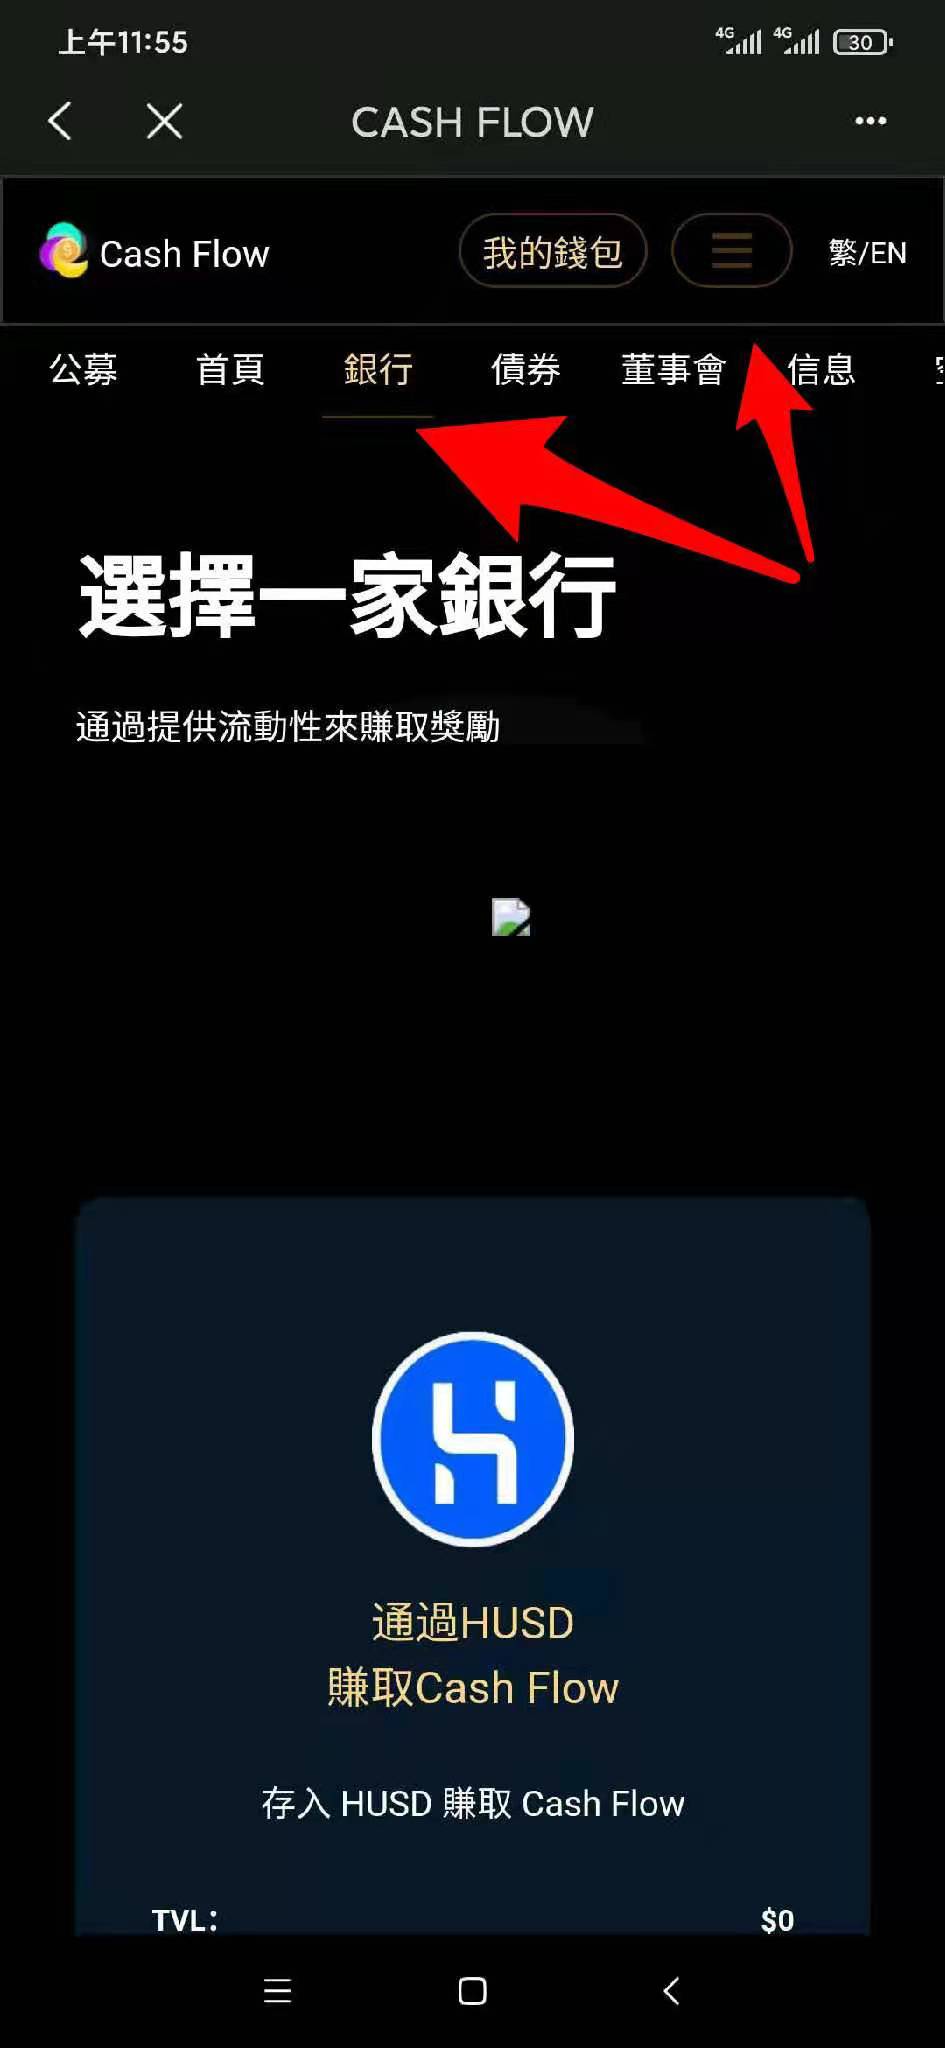 上午11:55 4G 4G 30
CASH FLOW
Cash Flow 我的錢包 繁/EN
公募 首頁 銀行 債券 董事會 信息
選擇一家銀行
通過提供流動性來賺取獎勵
通過HUSD
賺取Cash Flow
存入 HUSD 賺取 Cash Flow
TVL: $0